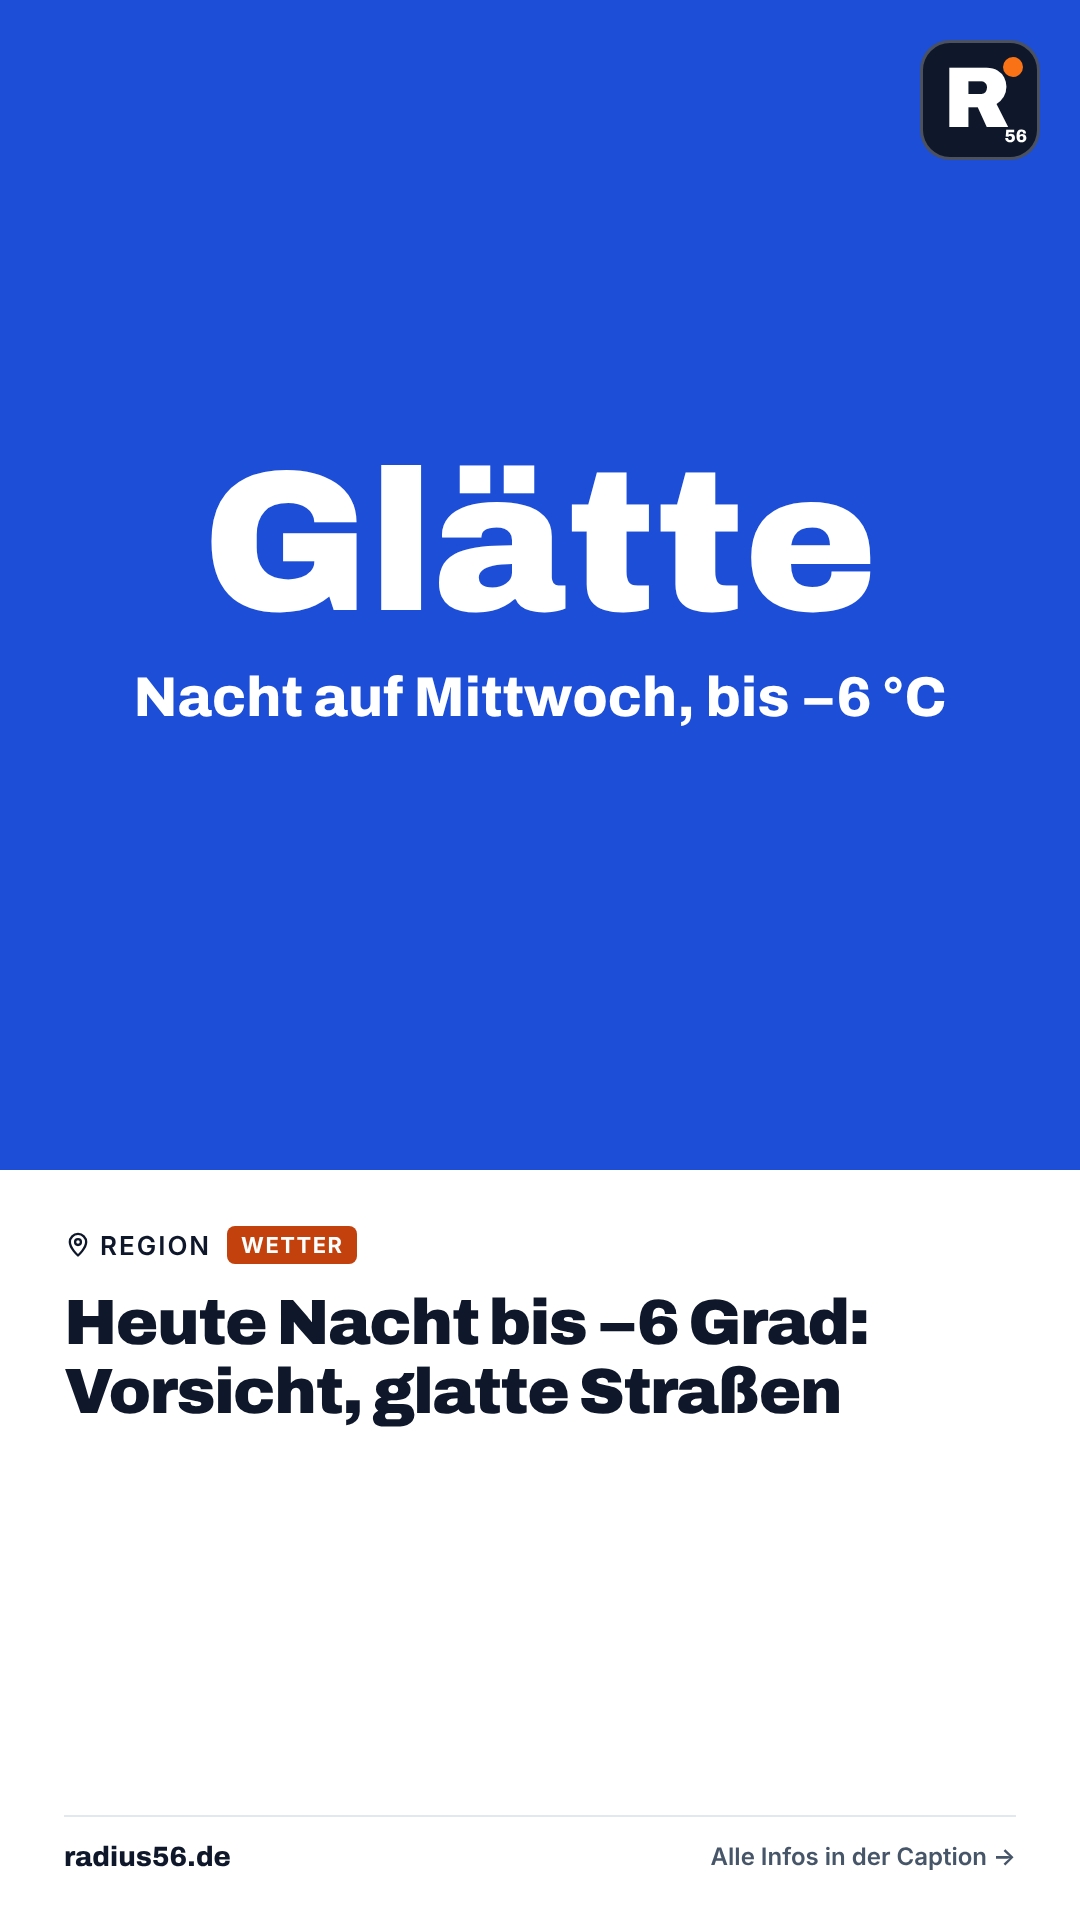 R
56
Glätte
Nacht auf Mittwoch, bis –6 °C
REGION WETTER
Heute Nacht bis –6 Grad:
Vorsicht, glatte Straßen
radius56.de
Alle Infos in der Caption →